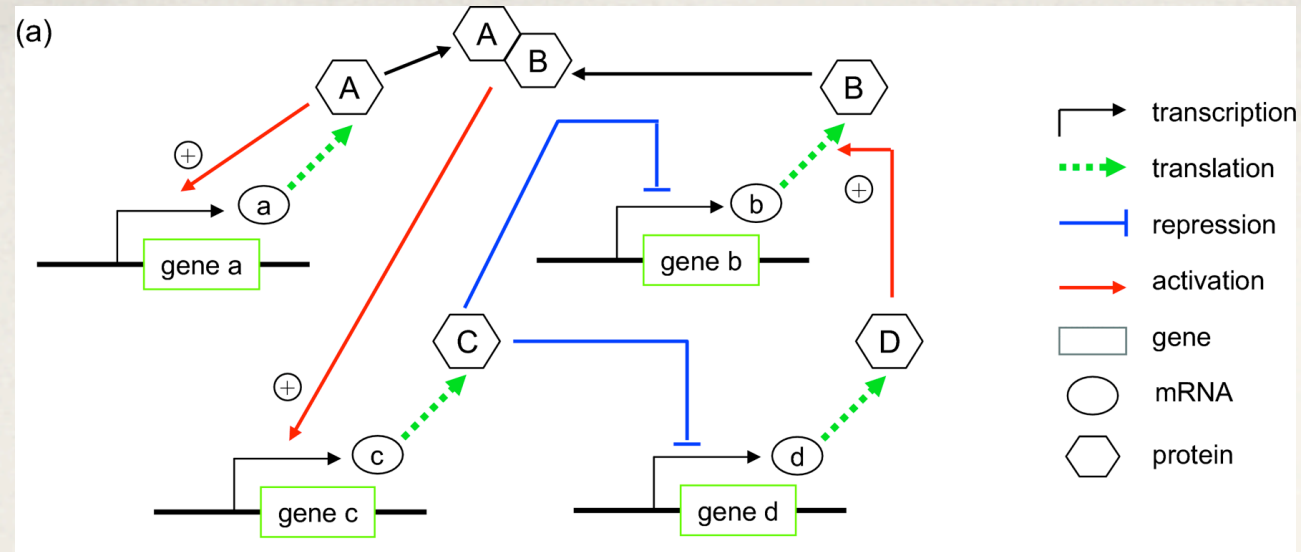 (a)
A
B
A
B
+
a
gene a
b
+
gene b
C
D
+
c
gene c
d
gene d
transcription
translation
repression
activation
gene
mRNA
protein